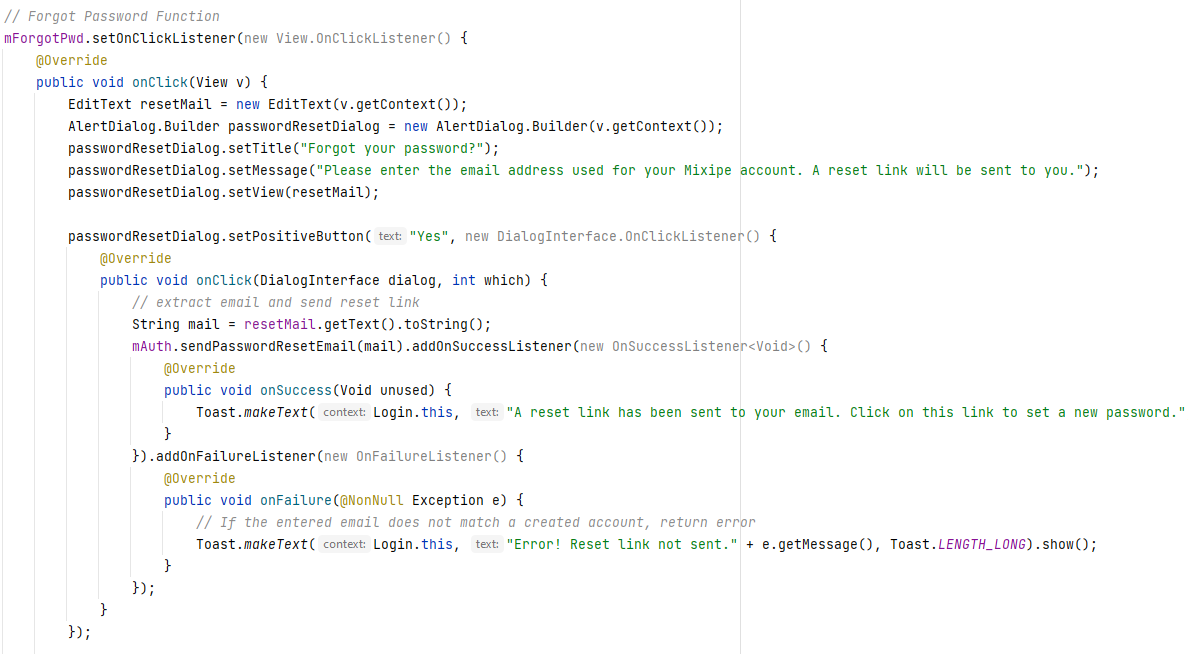 // Forgot Password Function
mForgotPwd.setOnClickListener(new View.OnClickListener() {
@Override
public void onClick(View v) {
EditText resetMail = new EditText(v.getContext());
AlertDialog.Builder passwordResetDialog = new AlertDialog.Builder(v.getContext());
passwordResetDialog.setTitle("Forgot your password?");
passwordResetDialog.setMessage("Please enter the email address used for your Mixipe account. A reset link will be sent to you.");
passwordResetDialog.setView(resetMail);
passwordResetDialog.setPositiveButton( text: "Yes", new DialogInterface.OnClickListener() {
@Override
public void onClick(DialogInterface dialog, int which) {
// extract email and send reset link
String mail = resetMail.getText().toString();
mAuth.sendPasswordResetEmail(mail).addOnSuccessListener(new OnSuccessListener<Void>() {
@Override
public void onSuccess(Void unused) {
Toast.makeText( context: Login.this, text: "A reset link has been sent to your email. Click on this link to set a new password."
}
}).addOnFailureListener(new OnFailureListener() {
@Override
public void onFailure(@NonNull Exception e) {
// If the entered email does not match a created account, return error
Toast.makeText( context: Login.this, text: "Error! Reset link not sent." + e.getMessage(), Toast.LENGTH_LONG).show();
}
});
}
});